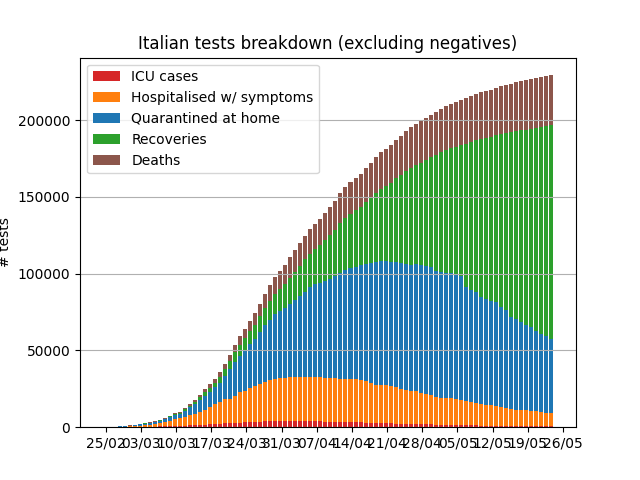 Italian tests breakdown (excluding negatives)
ICU cases
Hospitalised w/ symptoms
Quarantined at home
Recoveries
Deaths
# tests
200000
150000
100000
50000
0
25/02 03/03 10/03 17/03 24/03 31/03 07/04 14/04 21/04 28/04 05/05 12/05 19/05 26/05